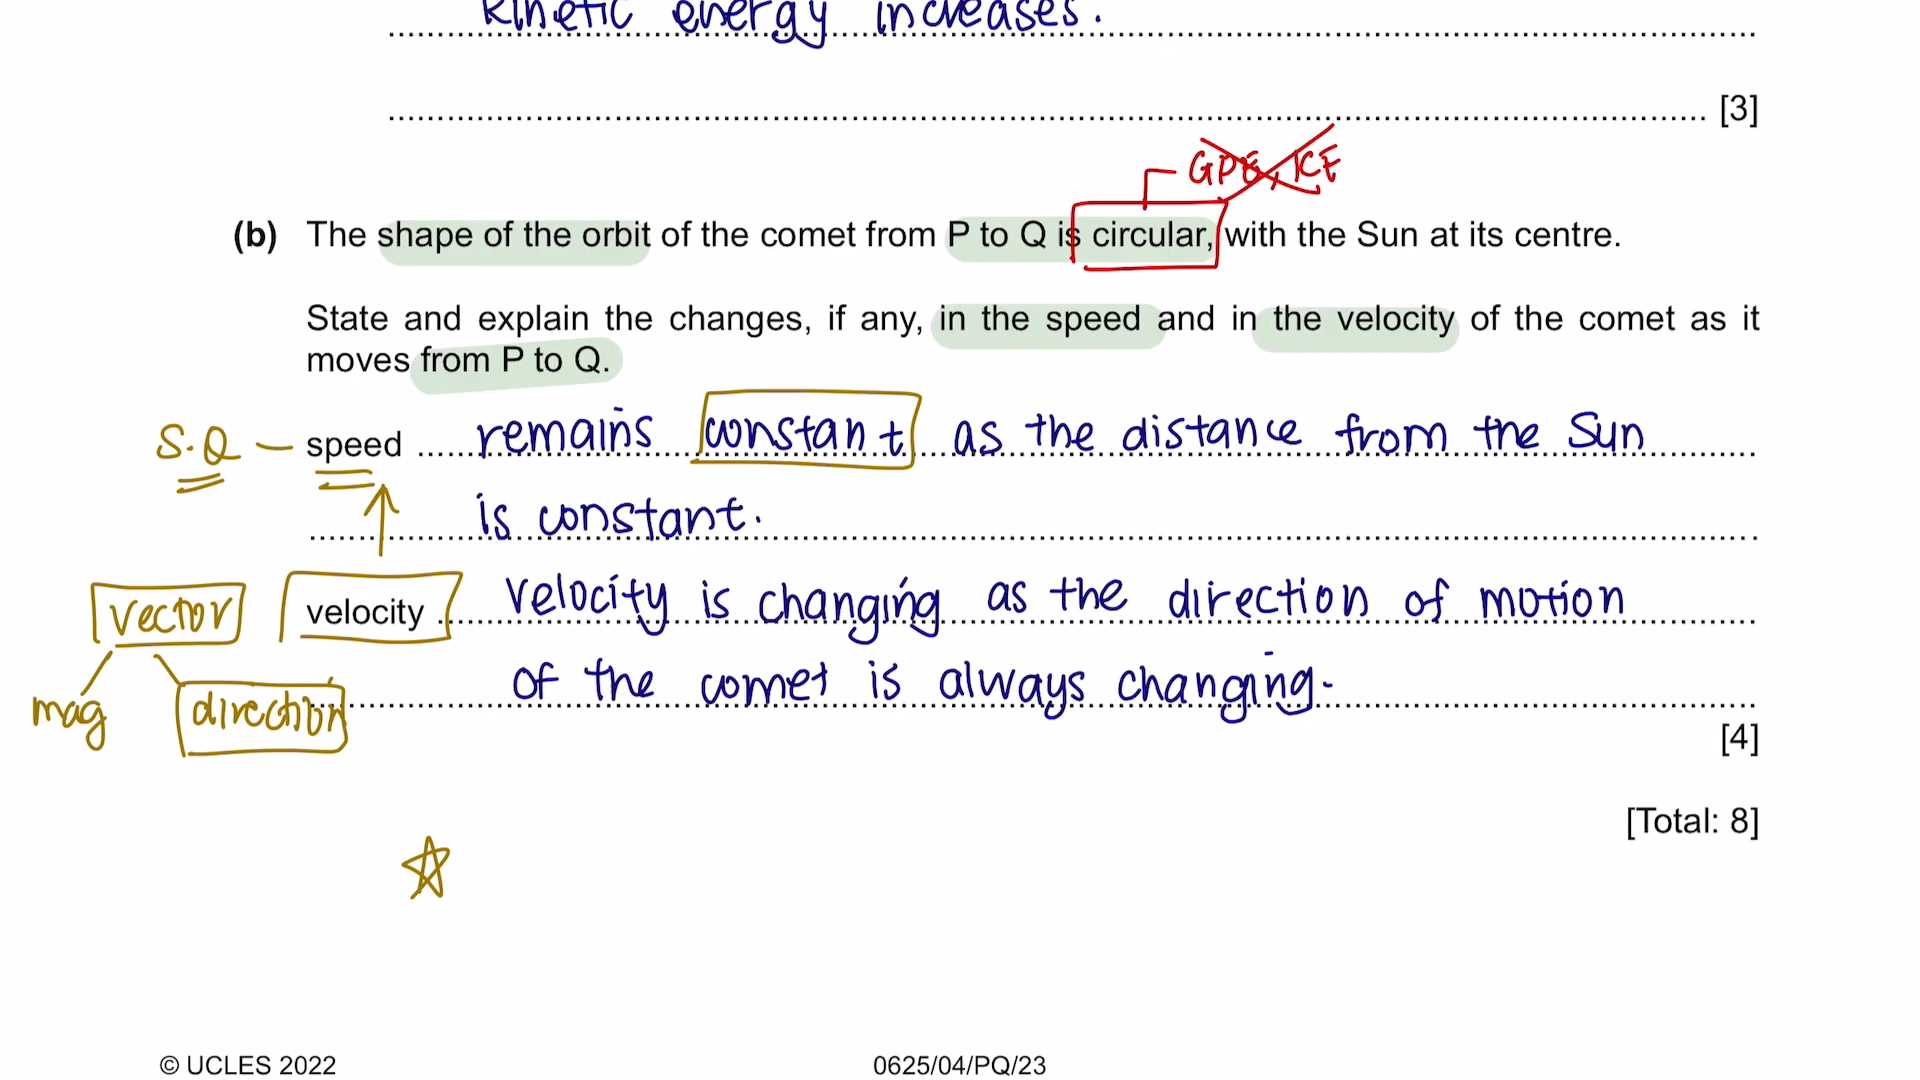 kinetic energy increases.
[3]
GPE, KE
(b) The shape of the orbit of the comet from P to Q is circular, with the Sun at its centre.
State and explain the changes, if any, in the speed and in the velocity of the comet as it
moves from P to Q.
S.Q – speed remains constant as the distance from the Sun
is constant.
vector velocity velocity is changing as the direction of motion
mag direction of the comet is always changing.
[4]
[Total: 8]
© UCLES 2022 0625/04/PQ/23